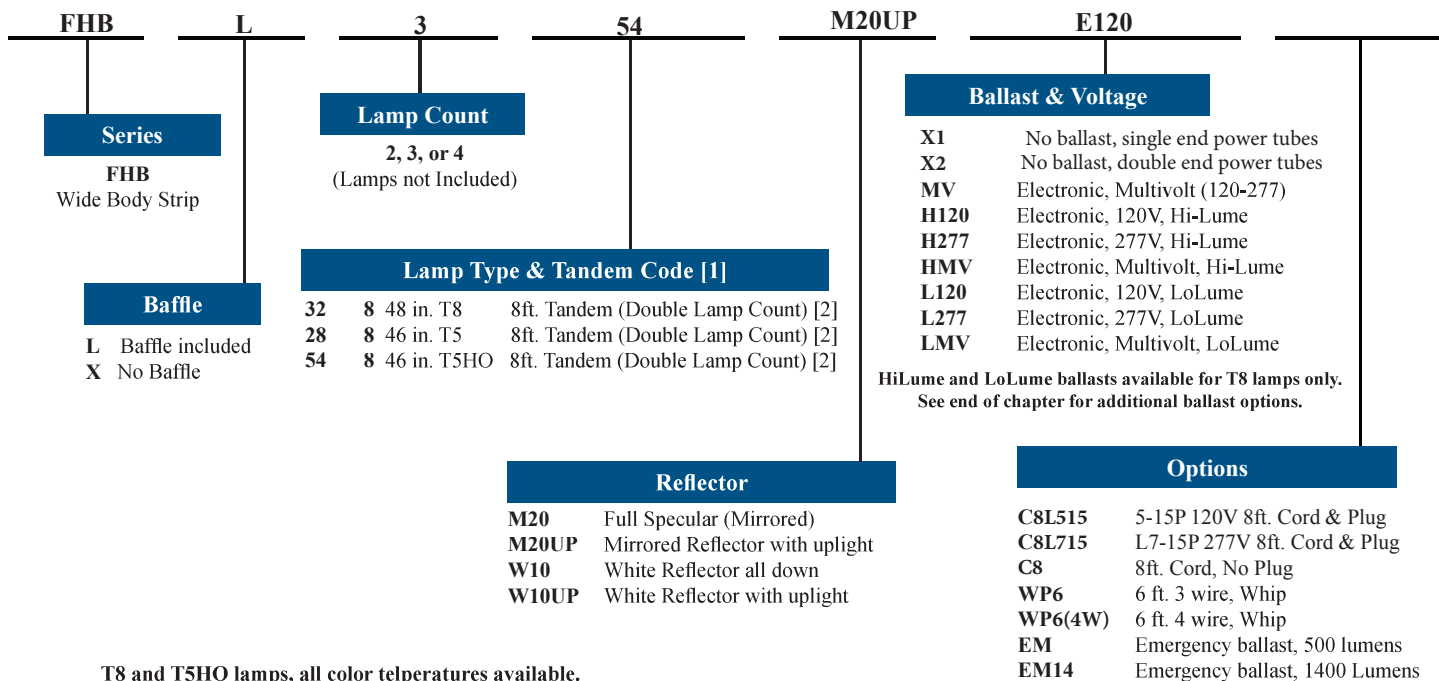 FHB L 3 54 M20UP E120
Series
FHB
Wide Body Strip
Baffle
L Baffle included
X No Baffle
Lamp Count
2, 3, or 4
(Lamps not Included)
Lamp Type & Tandem Code [1]
32 8 48 in. T8 8ft. Tandem (Double Lamp Count) [2]
28 8 46 in. T5 8ft. Tandem (Double Lamp Count) [2]
54 8 46 in. T5HO 8ft. Tandem (Double Lamp Count) [2]
Reflector
M20 Full Specular (Mirrored)
M20UP Mirrored Reflector with uplight
W10 White Reflector all down
W10UP White Reflector with uplight
Ballast & Voltage
X1 No ballast, single end power tubes
X2 No ballast, double end power tubes
MV Electronic, Multivolt (120-277)
H120 Electronic, 120V, Hi-Lume
H277 Electronic, 277V, Hi-Lume
HMV Electronic, Multivolt, Hi-Lume
L120 Electronic, 120V, LoLume
L277 Electronic, 277V, LoLume
LMV Electronic, Multivolt, LoLume
HiLume and LoLume ballasts available for T8 lamps only.
See end of chapter for additional ballast options.
Options
C8L515 5-15P 120V 8ft. Cord & Plug
C8L715 L7-15P 277V 8ft. Cord & Plug
C8 8ft. Cord, No Plug
WP6 6 ft. 3 wire, Whip
WP6(4W) 6 ft. 4 wire, Whip
EM Emergency ballast, 500 lumens
EM14 Emergency ballast, 1400 Lumens
T8 and T5HO lamps, all color telperatures available.